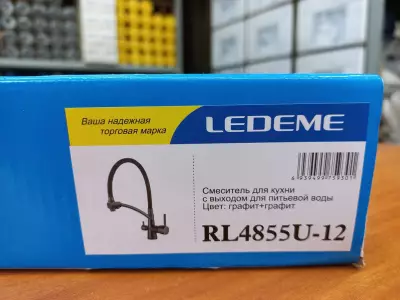 Ваша надежная
торговая марка
LEDEME
Смеситель для кухни
с выходом для питьевой воды
Цвет: графит+графит
RL4855U-12